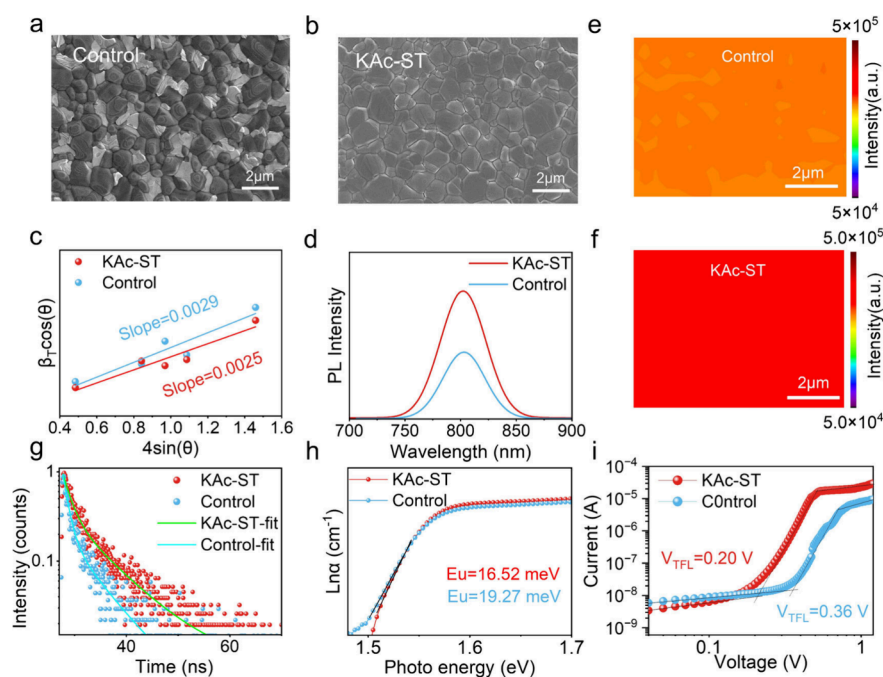 a
Control
2μm
b
KAc-ST
2μm
e
Control
2μm
5×10⁵
Intensity(a.u.)
5×10⁴
c
KAc-ST
Control
Slope=0.0029
Slope=0.0025
βTcos(θ)
0.4 0.6 0.8 1.0 1.2 1.4 1.6
4sin(θ)
d
KAc-ST
Control
PL Intensity
700 750 800 850 900
Wavelength (nm)
f
KAc-ST
2μm
5.0×10⁵
Intensity(a.u.)
5.0×10⁴
g
KAc-ST
Control
KAc-ST-fit
Control-fit
Intensity (counts)
1
0.1
40 60
Time (ns)
h
KAc-ST
Control
Lnα (cm⁻¹)
Eu=16.52 meV
Eu=19.27meV
1.5 1.6 1.7
Photo energy (eV)
i
KAc-ST
C0ntrol
Current (A)
10⁻⁴
10⁻⁵
10⁻⁶
10⁻⁷
10⁻⁸
10⁻⁹
VTFL=0.20 V
VTFL=0.36 V
0.1 1
Voltage (V)